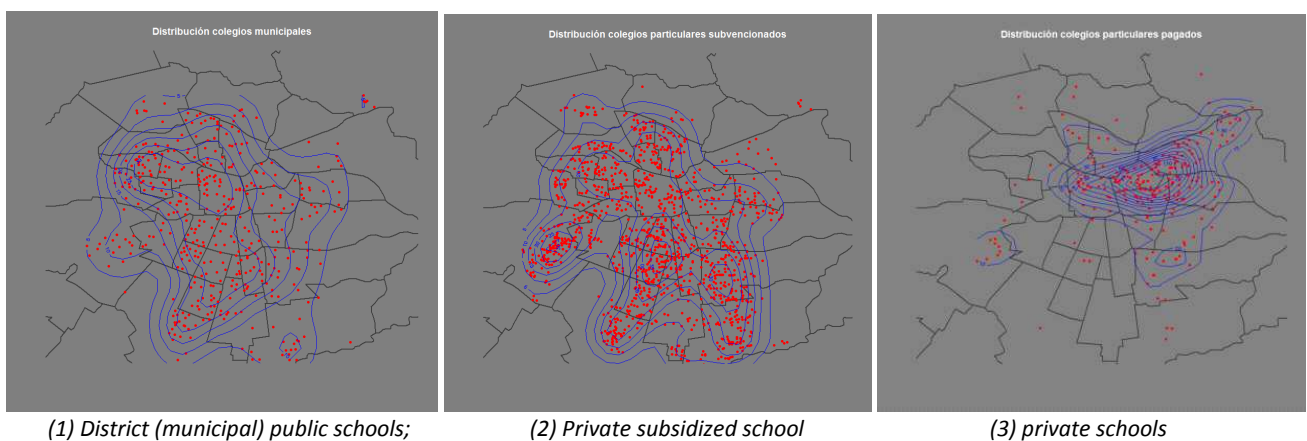 Distribución colegios municipales
Distribución colegios particulares subvencionados
Distribución colegios particulares pagados
(1) District (municipal) public schools;
(2) Private subsidized school
(3) private schools